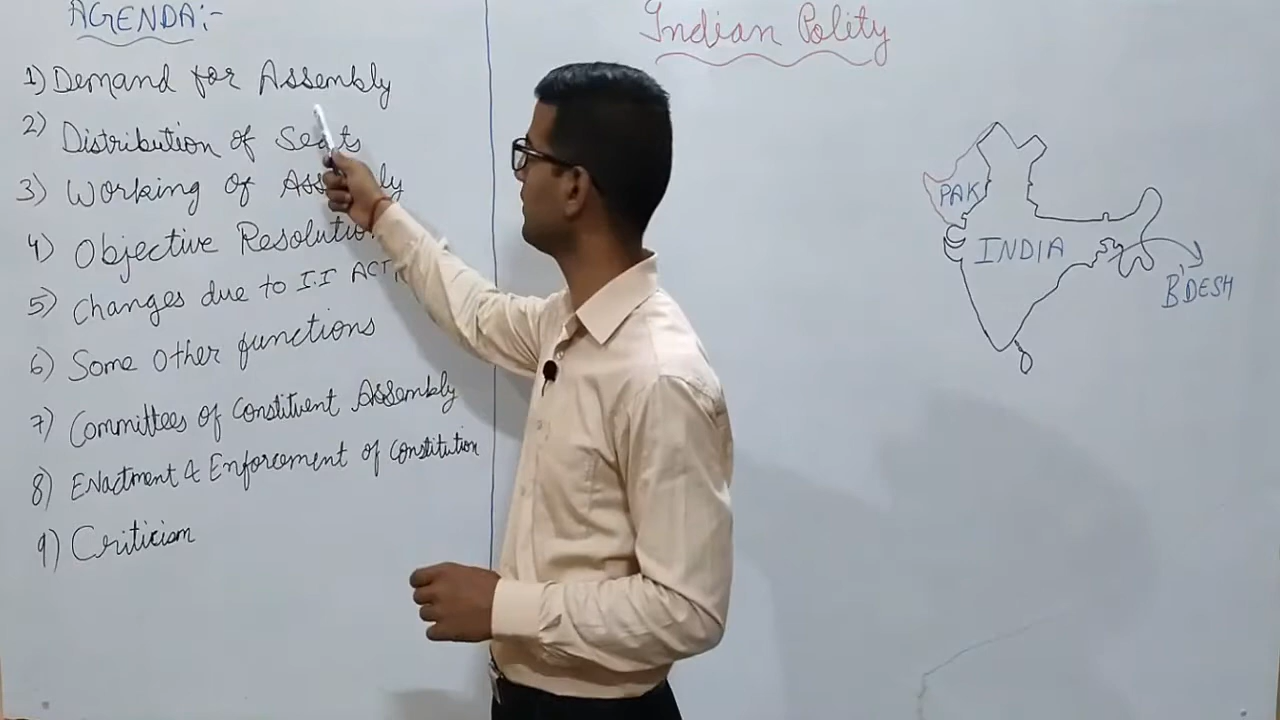 AGENDA:-
1) Demand for Assembly
2) Distribution of Seats
3) Working of Assembly
4) Objective Resolution
5) Changes due to I.I ACT
6) Some other functions
7) Committees of Constituent Assembly
8) Enactment & Enforcement of constitution
9) Criticism
Indian Polity
PAK
INDIA
B'DESH